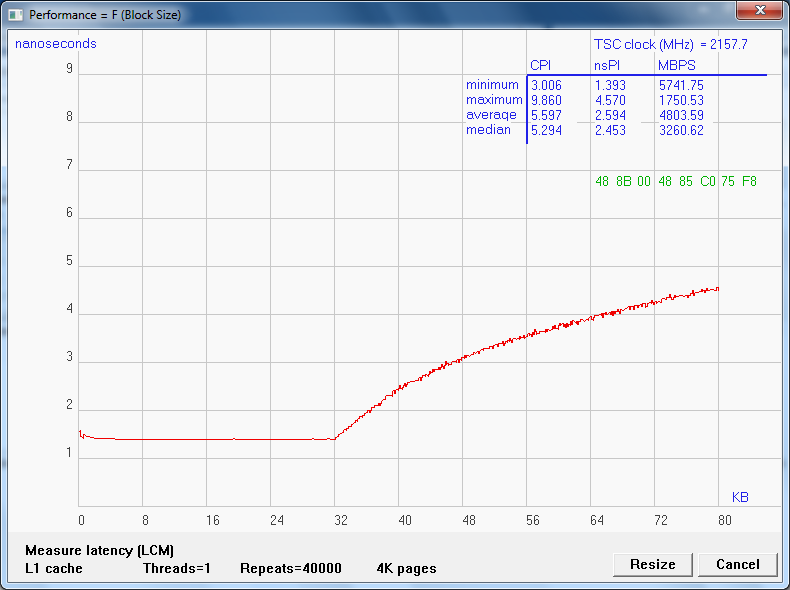 Performance = F (Block Size)
nanoseconds
TSC clock (MHz) = 2157.7
CPI nsPI MBPS
minimum 3.006 1.393 5741.75
maximum 9.860 4.570 1750.53
average 5.597 2.594 4803.59
median 5.294 2.453 3260.62
48 8B 00 48 85 C0 75 F8
9
8
7
6
5
4
3
2
1
KB
0 8 16 24 32 40 48 56 64 72 80
Measure latency (LCM)
L1 cache Threads=1 Repeats=40000 4K pages
Resize Cancel